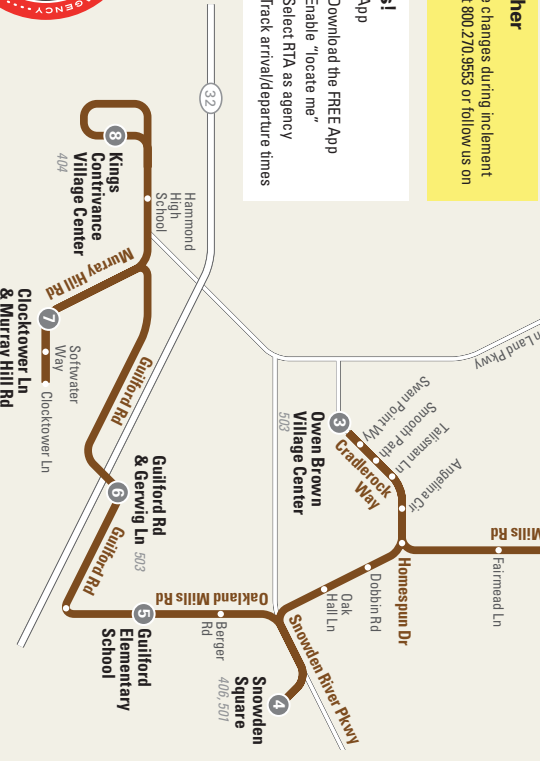 her
e changes during inclement
t 800.270.9553 or follow us on
s!
App
Download the FREE App
Enable “locate me”
Select RTA as agency
Track arrival/departure times
AGENCY
32
8
Kings
Contrivance
Village Center
404
Hammond
High
School
Murray Hill Rd
7
Clocktower Ln
& Murray Hill Rd
Softwater
Way
Clocktower Ln
Guilford Rd
6
Guilford Rd
& Gerwig Ln 503
Guilford Rd
5
Guilford
Elementary
School
Oakland Mills Rd
Berger
Rd
4
Snowden
Square
406, 501
Snowden River Pkwy
Oak
Hall Ln
Dobbin Rd
Homespun Dr
3
Owen Brown
Village Center
503
Cradlerock
Way
Swan Point Wy
Smooth Path
Talisman Ln
Angelina Cir
Mills Rd
Fairmead Ln
n Land Pkwy